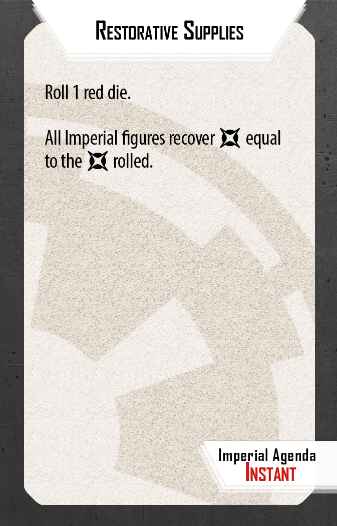 Restorative Supplies
Roll 1 red die.
All Imperial figures recover equal
to the rolled.
Imperial Agenda
Instant